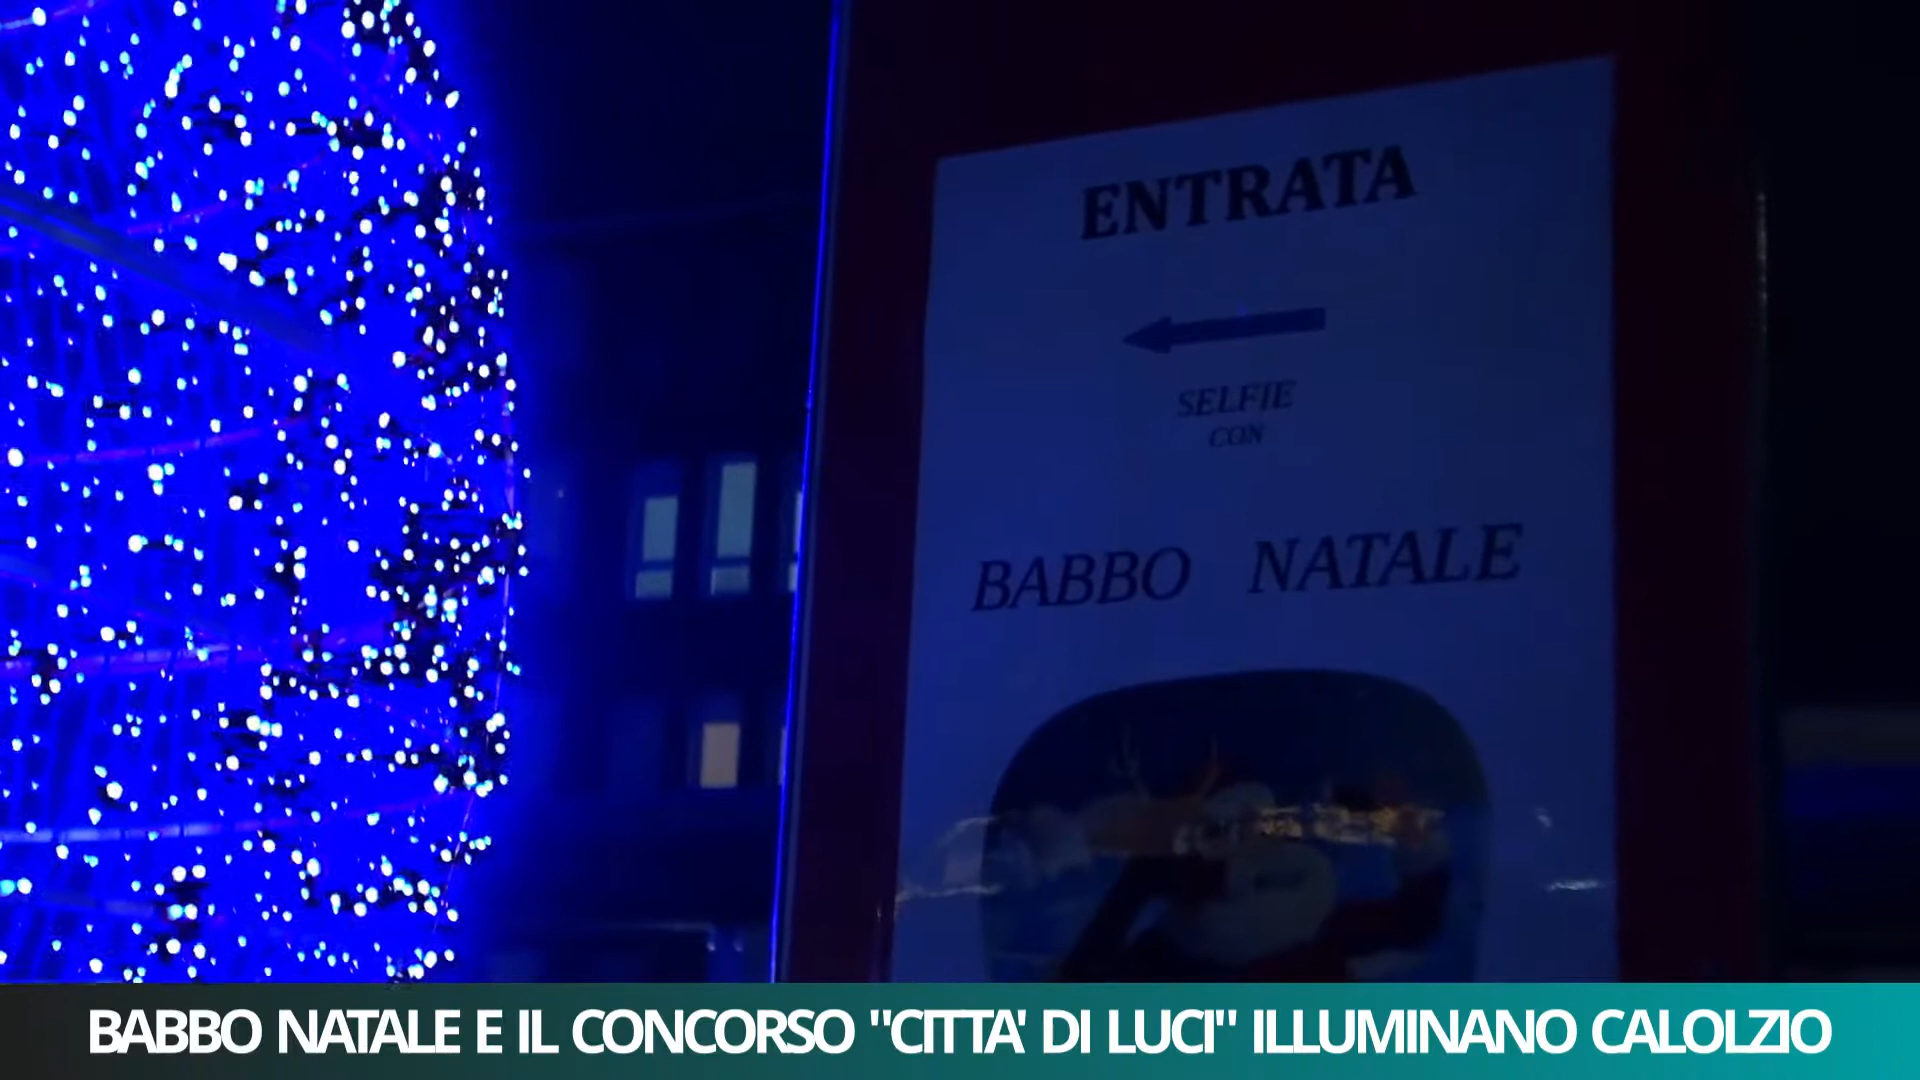 ENTRATA
SELFIE
CON
BABBO NATALE
BABBO NATALE E IL CONCORSO "CITTA' DI LUCI" ILLUMINANO CALOLZIO